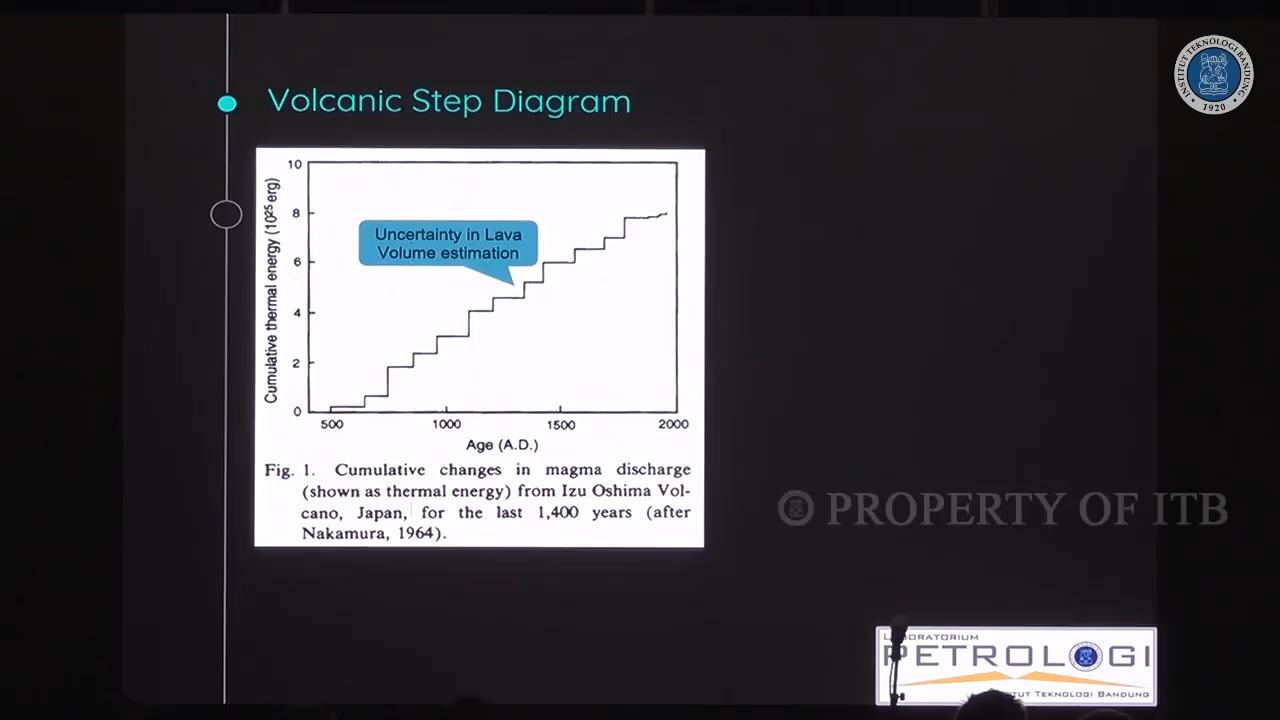 INSTITUT TEKNOLOGI BANDUNG
1920
Volcanic Step Diagram
10
8
6
4
2
0
Cumulative thermal energy (10²⁵ erg)
Uncertainty in Lava
Volume estimation
500 1000 1500 2000
Age (A.D.)
Fig. 1. Cumulative changes in magma discharge
(shown as thermal energy) from Izu Oshima Vol-
cano, Japan, for the last 1,400 years (after
Nakamura, 1964).
PROPERTY OF ITB
LABORATORIUM
PETROLOGI
TEKNOLOGI BANDUNG